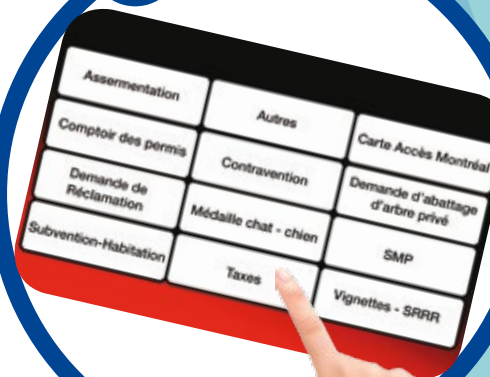 Assermentation
Autres
Carte Accès Montréal
Comptoir des permis
Contravention
Demande d'abattage
d'arbre privé
Demande de
Réclamation
Médaille chat - chien
SMP
Subvention-Habitation
Taxes
Vignettes - SRRR